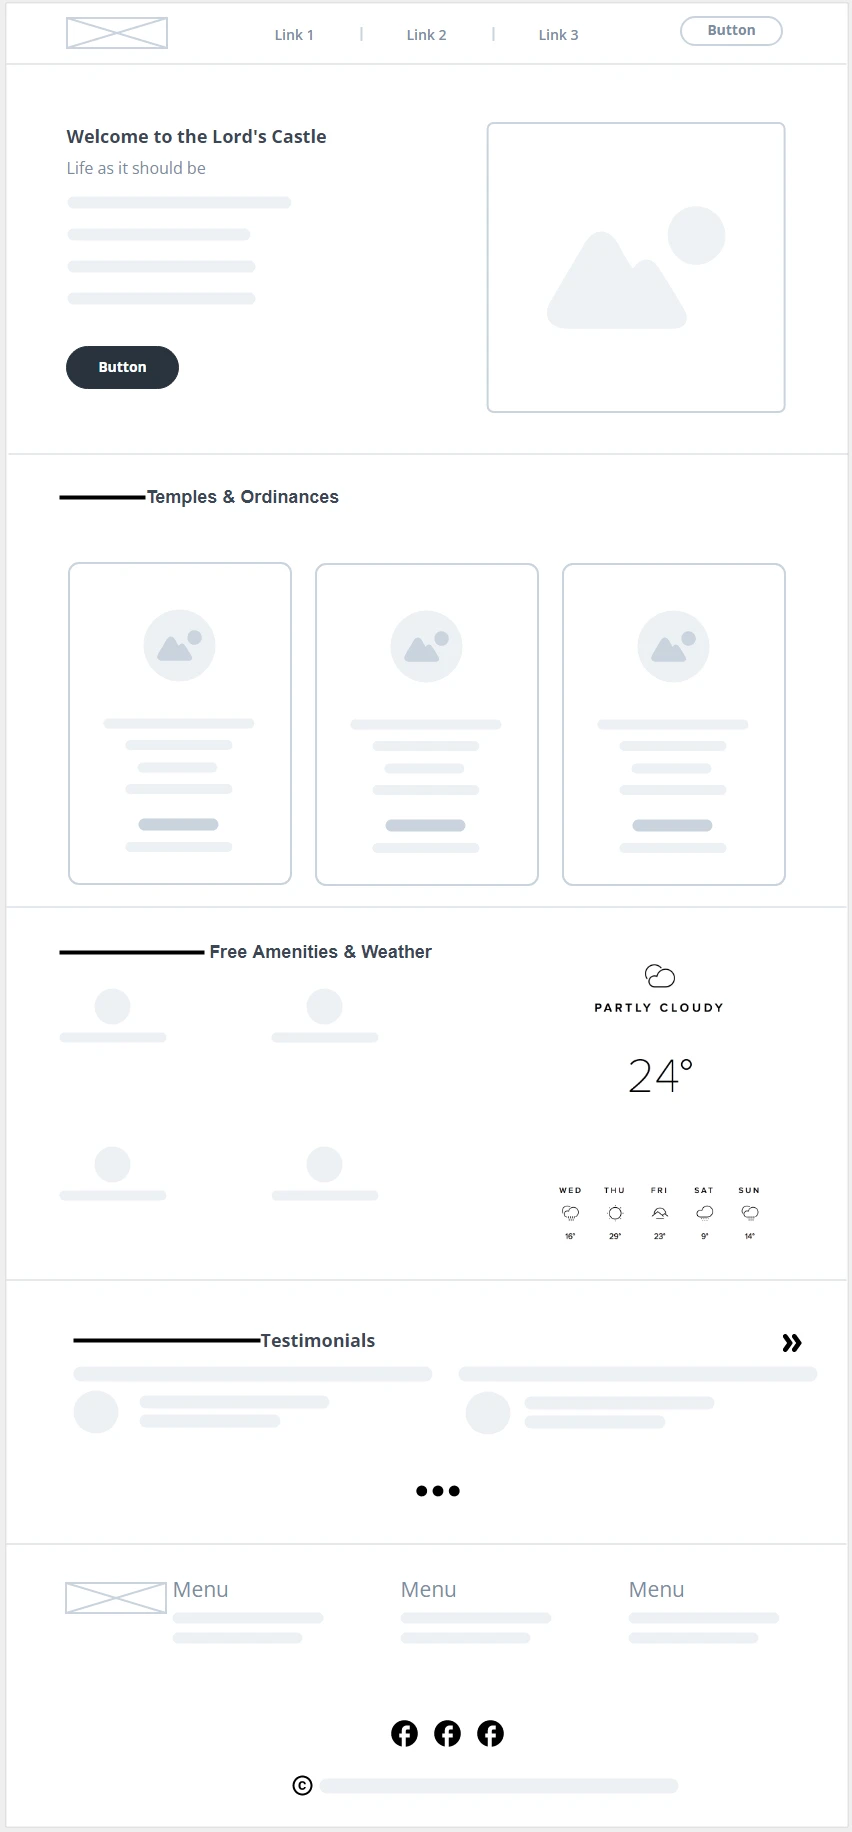 Link 1 | Link 2 | Link 3
Button
Welcome to the Lord's Castle
Life as it should be
Button
Temples & Ordinances
Free Amenities & Weather
PARTLY CLOUDY
24°
WED THU FRI SAT SUN
16° 29° 23° 9° 14°
Testimonials
Menu Menu Menu
©